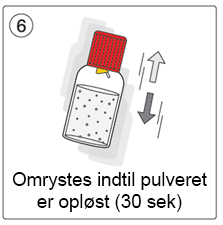 6
Omrystes indtil pulveret
er opløst (30 sek)